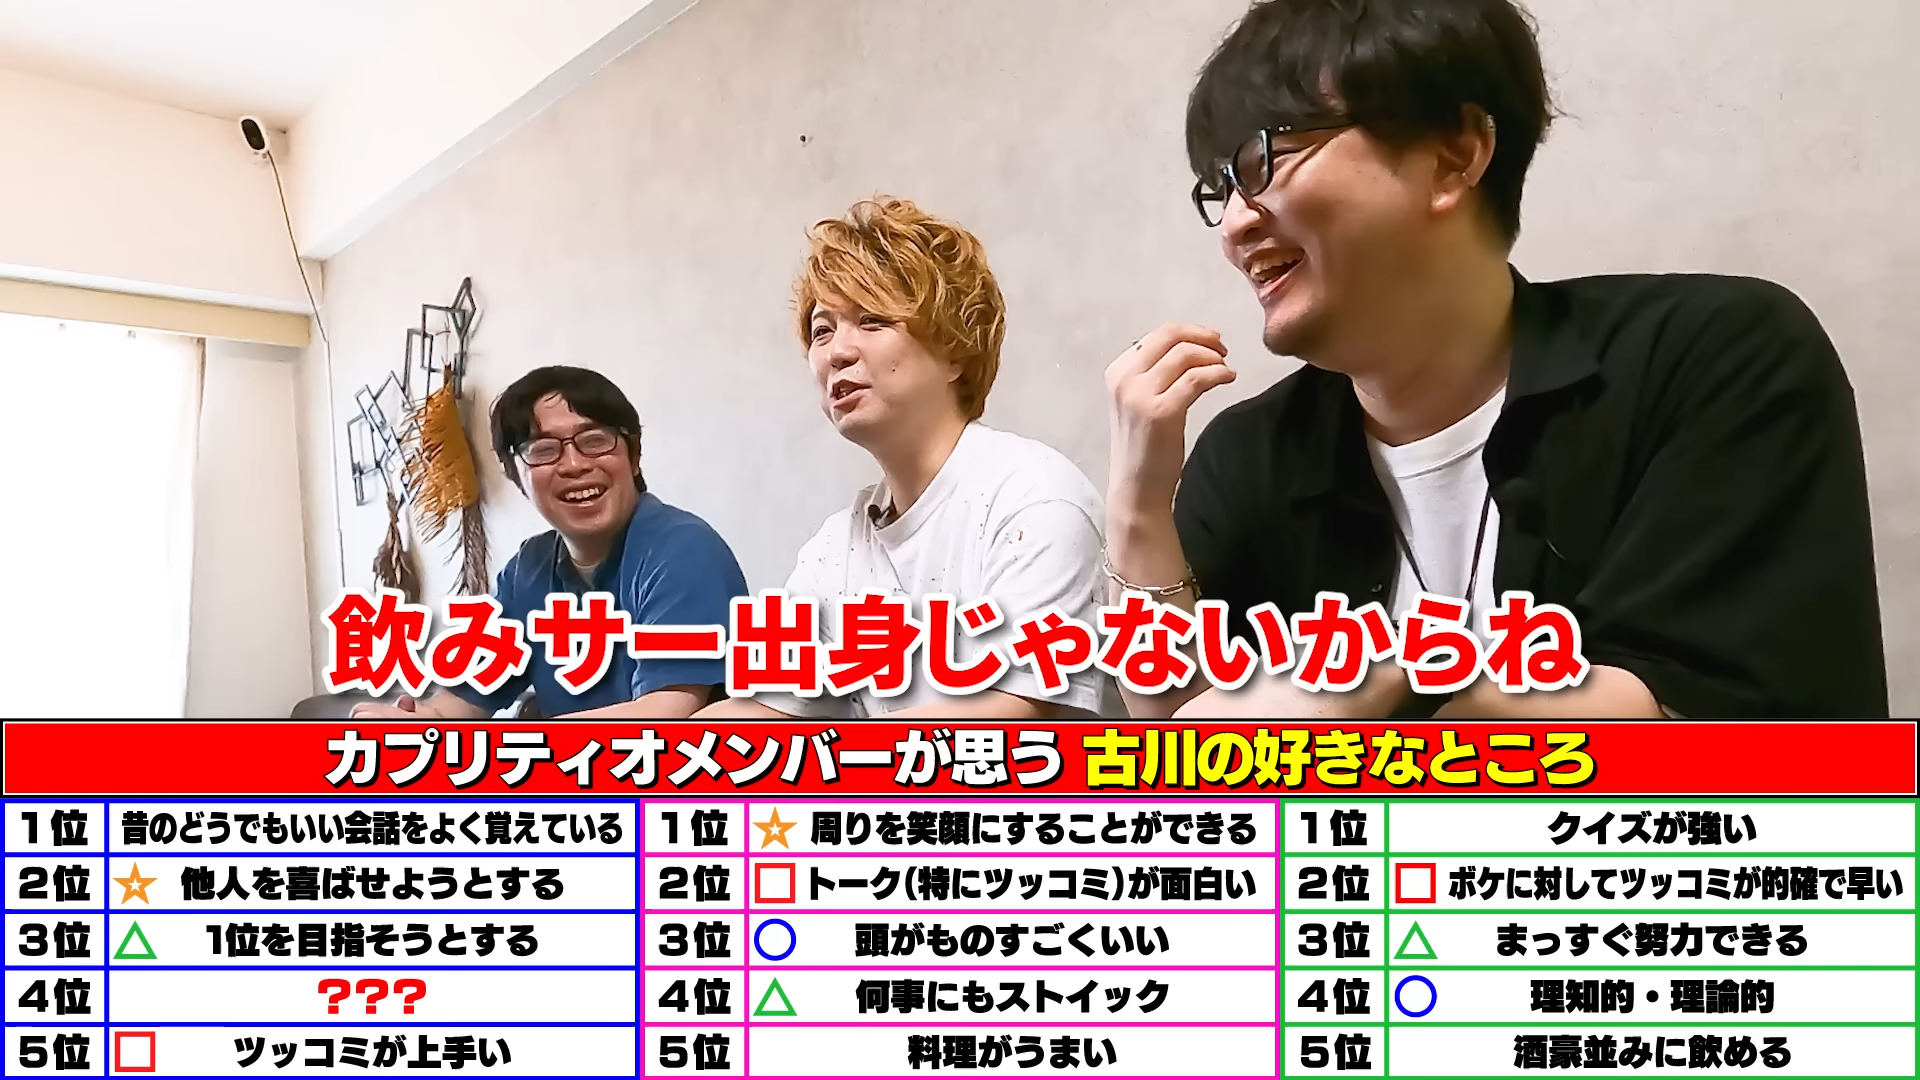 飲みサー出身じゃないからね
カプリティオメンバーが思う 古川の好きなところ
1位 昔のどうでもいい会話をよく覚えている
2位 ☆ 他人を喜ばせようとする
3位 △ 1位を目指そうとする
4位 ???
5位 □ ツッコミが上手い
1位 ☆ 周りを笑顔にすることができる
2位 □ トーク(特にツッコミ)が面白い
3位 ○ 頭がものすごくいい
4位 △ 何事にもストイック
5位 料理がうまい
1位 クイズが強い
2位 □ ボケに対してツッコミが的確で早い
3位 △ まっすぐ努力できる
4位 ○ 理知的・理論的
5位 酒豪並みに飲める